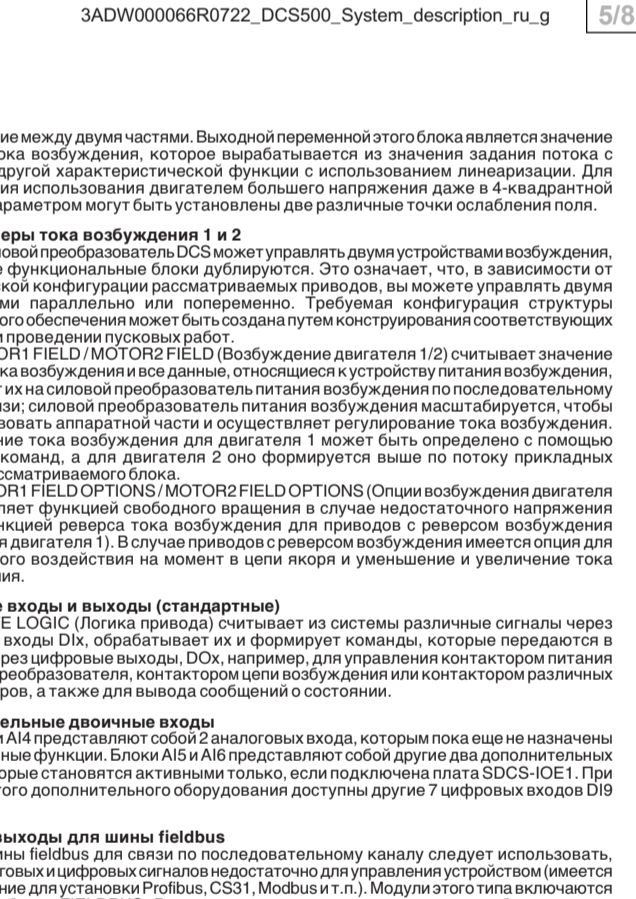 3ADW000066R0722_DCS500_System_description_ru_g
5/8
ие между двумя частями. Выходной переменной этого блока является значение
ока возбуждения, которое вырабатывается из значения задания потока с
другой характеристической функции с использованием линеаризации. Для
ия использования двигателем большего напряжения даже в 4-квадрантной
араметром могут быть установлены две различные точки ослабления поля.
еры тока возбуждения 1 и 2
ловой преобразователь DCS может управлять двумя устройствами возбуждения,
е функциональные блоки дублируются. Это означает, что, в зависимости от
ской конфигурации рассматриваемых приводов, вы можете управлять двумя
ми параллельно или попеременно. Требуемая конфигурация структуры
ого обеспечения может быть создана путем конструирования соответствующих
и проведении пусковых работ.
OR1 FIELD / MOTOR2 FIELD (Возбуждение двигателя 1/2) считывает значение
ка возбуждения и все данные, относящиеся к устройству питания возбуждения,
т их на силовой преобразователь питания возбуждения по последовательному
язи; силовой преобразователь питания возбуждения масштабируется, чтобы
вовать аппаратной части и осуществляет регулирование тока возбуждения.
ние тока возбуждения для двигателя 1 может быть определено с помощью
команд, а для двигателя 2 оно формируется выше по потоку прикладных
ссматриваемого блока.
OR1 FIELD OPTIONS / MOTOR2 FIELD OPTIONS (Опции возбуждения двигателя
ляет функцией свободного вращения в случае недостаточного напряжения
нкцией реверса тока возбуждения для приводов с реверсом возбуждения
я двигателя 1). В случае приводов с реверсом возбуждения имеется опция для
ого воздействия на момент в цепи якоря и уменьшение и увеличение тока
ния.
е входы и выходы (стандартные)
E LOGIC (Логика привода) считывает из системы различные сигналы через
входы DIx, обрабатывает их и формирует команды, которые передаются в
рез цифровые выходы, DOx, например, для управления контактором питания
реобразователя, контактором цепи возбуждения или контактором различных
ров, а также для вывода сообщений о состоянии.
ельные двоичные входы
и AI4 представляют собой 2 аналоговых входа, которым пока еще не назначены
ные функции. Блоки AI5 и AI6 представляют собой другие два дополнительных
орые становятся активными только, если подключена плата SDCS-IOE1. При
того дополнительного оборудования доступны другие 7 цифровых входов DI9
выходы для шины fieldbus
ны fieldbus для связи по последовательному каналу следует использовать,
говых и цифровых сигналов недостаточно для управления устройством (имеется
ние для установки Profibus, CS31, Modbus и т.п.). Модули этого типа включаются